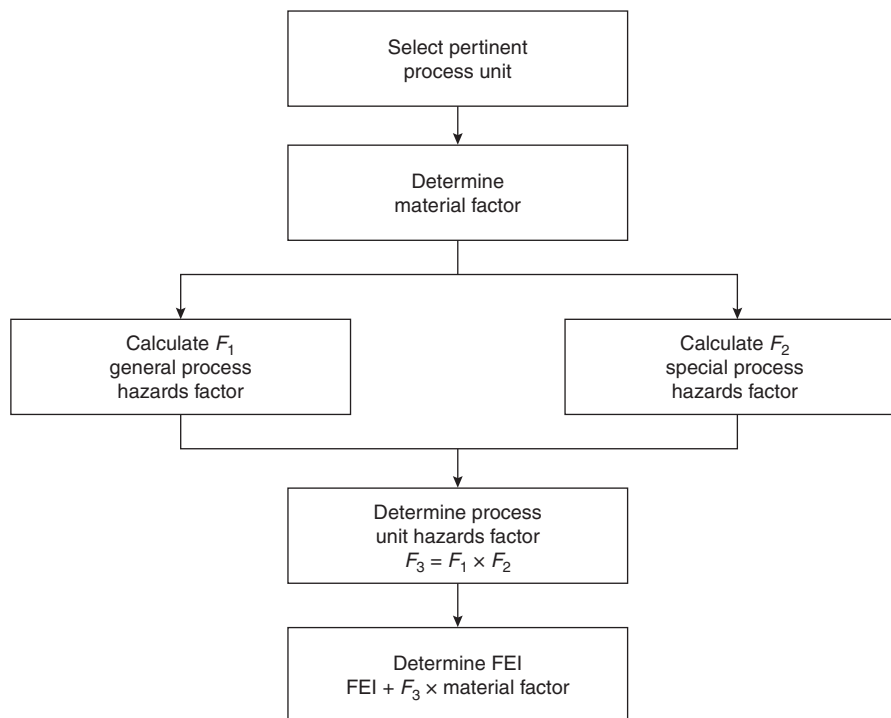 Select pertinent
process unit
Determine
material factor
Calculate F1
general process
hazards factor
Calculate F2
special process
hazards factor
Determine process
unit hazards factor
F3 = F1 × F2
Determine FEI
FEI + F3 × material factor